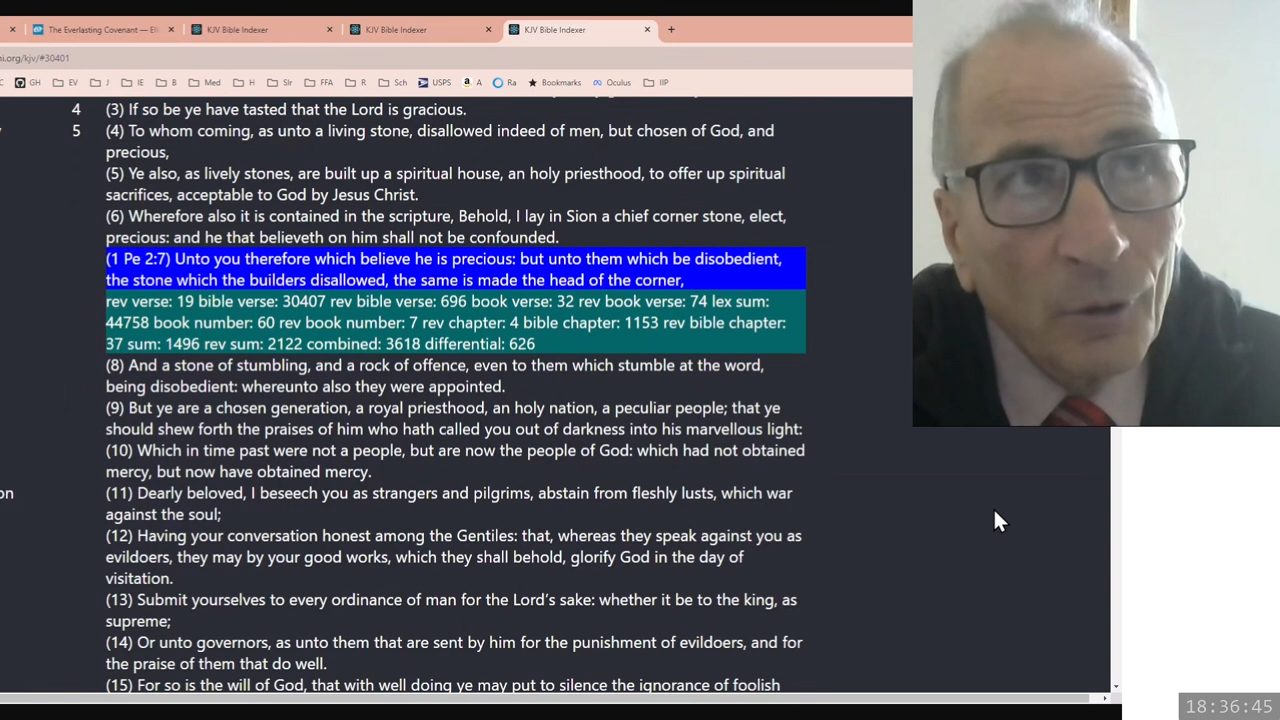 The Everlasting Covenant — Eli
KJV Bible Indexer
KJV Bible Indexer
KJV Bible Indexer
ni.org/kjv/#30401
C GH EV J IE B Med H Slr FFA R Sch USPS A Ra Bookmarks Oculus IIP
4 (3) If so be ye have tasted that the Lord is gracious.
5 (4) To whom coming, as unto a living stone, disallowed indeed of men, but chosen of God, and
precious,
(5) Ye also, as lively stones, are built up a spiritual house, an holy priesthood, to offer up spiritual
sacrifices, acceptable to God by Jesus Christ.
(6) Wherefore also it is contained in the scripture, Behold, I lay in Sion a chief corner stone, elect,
precious: and he that believeth on him shall not be confounded.
(1 Pe 2:7) Unto you therefore which believe he is precious: but unto them which be disobedient,
the stone which the builders disallowed, the same is made the head of the corner,
rev verse: 19 bible verse: 30407 rev bible verse: 696 book verse: 32 rev book verse: 74 lex sum:
44758 book number: 60 rev book number: 7 rev chapter: 4 bible chapter: 1153 rev bible chapter:
37 sum: 1496 rev sum: 2122 combined: 3618 differential: 626
(8) And a stone of stumbling, and a rock of offence, even to them which stumble at the word,
being disobedient: whereunto also they were appointed.
(9) But ye are a chosen generation, a royal priesthood, an holy nation, a peculiar people; that ye
should shew forth the praises of him who hath called you out of darkness into his marvellous light:
(10) Which in time past were not a people, but are now the people of God: which had not obtained
mercy, but now have obtained mercy.
on (11) Dearly beloved, I beseech you as strangers and pilgrims, abstain from fleshly lusts, which war
against the soul;
(12) Having your conversation honest among the Gentiles: that, whereas they speak against you as
evildoers, they may by your good works, which they shall behold, glorify God in the day of
visitation.
(13) Submit yourselves to every ordinance of man for the Lord's sake: whether it be to the king, as
supreme;
(14) Or unto governors, as unto them that are sent by him for the punishment of evildoers, and for
the praise of them that do well.
(15) For so is the will of God, that with well doing ye may put to silence the ignorance of foolish
18:36:45